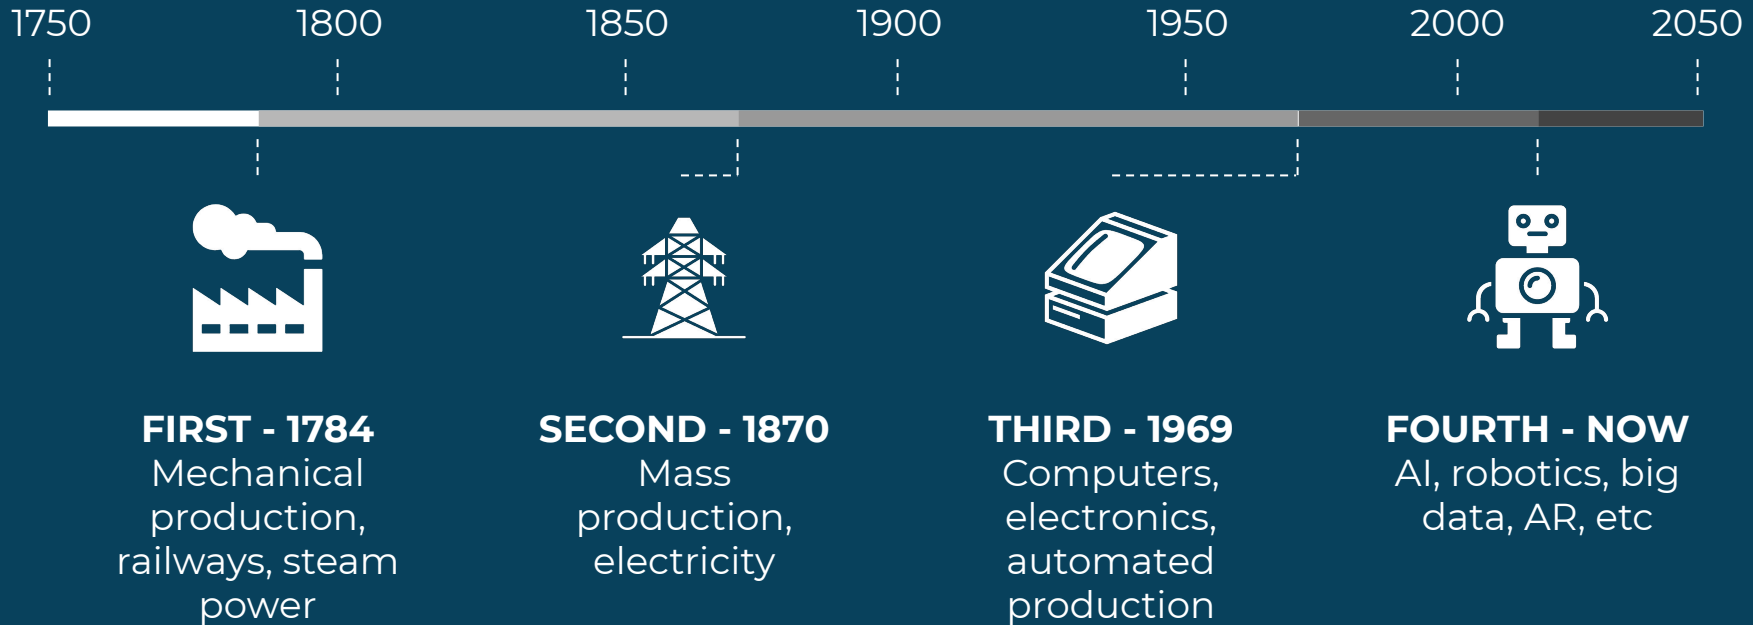 1750 1800 1850 1900 1950 2000 2050
FIRST - 1784
Mechanical
production,
railways, steam
power
SECOND - 1870
Mass
production,
electricity
THIRD - 1969
Computers,
electronics,
automated
production
FOURTH - NOW
AI, robotics, big
data, AR, etc